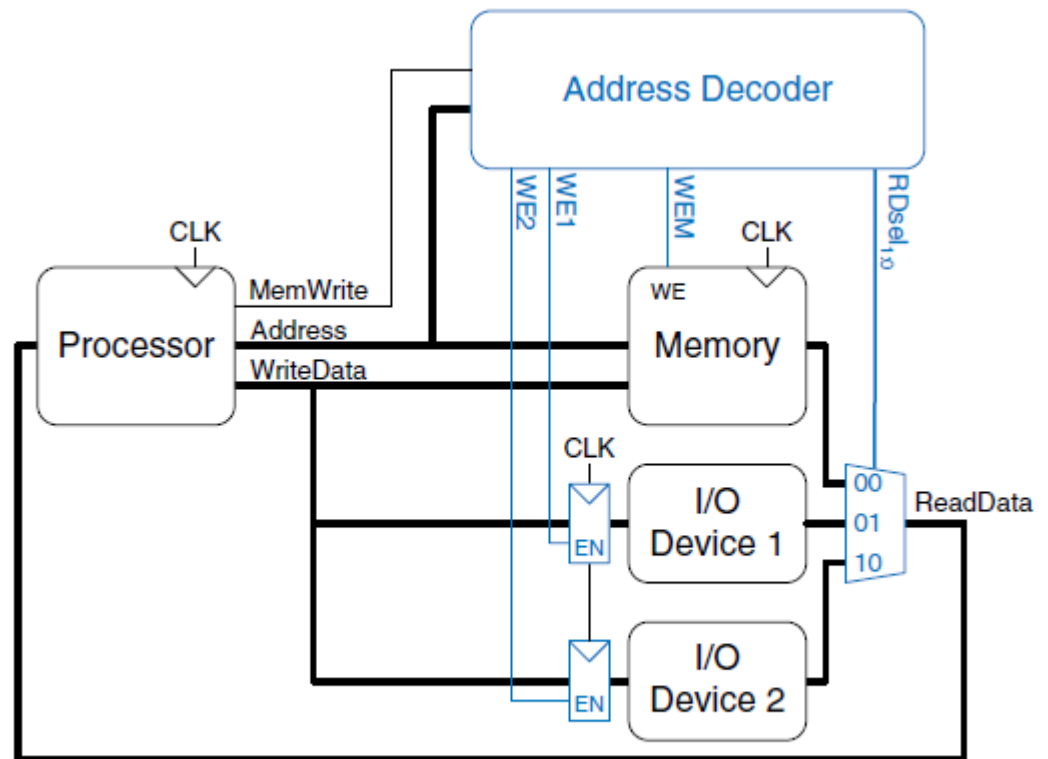 Address Decoder
WE2
WE1
WEM
RDsel1:0
CLK
CLK
MemWrite
WE
Processor
Address
Memory
WriteData
CLK
00
I/O
Device 1
ReadData
01
EN
10
I/O
Device 2
EN